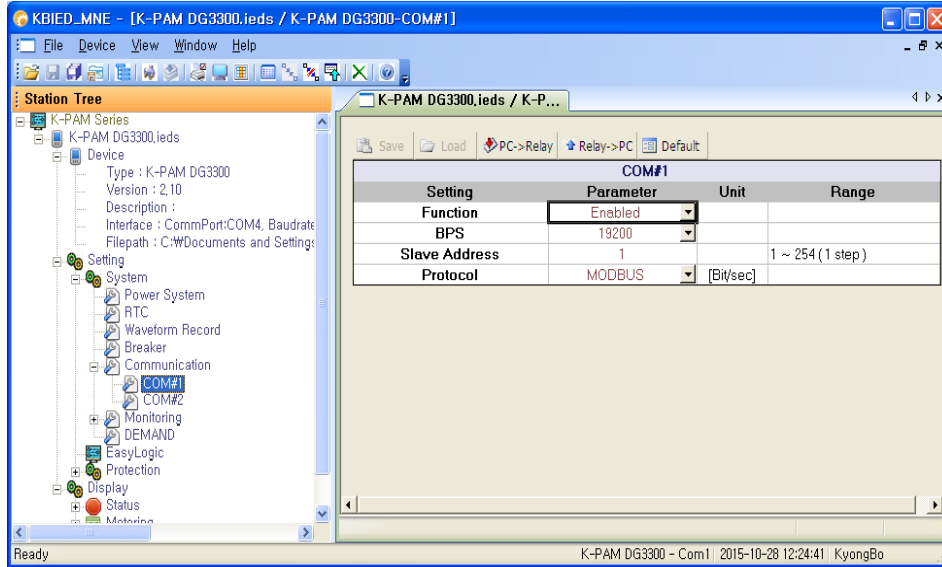 KBIED_MNE - [K-PAM DG3300.ieds / K-PAM DG3300-COM#1]
File Device View Window Help
Station Tree
K-PAM Series
K-PAM DG3300.ieds
Device
Type : K-PAM DG3300
Version : 2,10
Description :
Interface : CommPort:COM4, Baudrate
Filepath : C:₩Documents and Settings
Setting
System
Power System
RTC
Waveform Record
Breaker
Communication
COM#1
COM#2
Monitoring
DEMAND
EasyLogic
Protection
Display
Status
Metering
K-PAM DG3300.ieds / K-P...
Save Load PC->Relay Relay->PC Default
COM#1
Setting Parameter Unit Range
Function Enabled
BPS 19200
Slave Address 1 1 ~ 254 ( 1 step )
Protocol MODBUS [Bit/sec]
Ready K-PAM DG3300 - Com1 2015-10-28 12:24:41 KyongBo